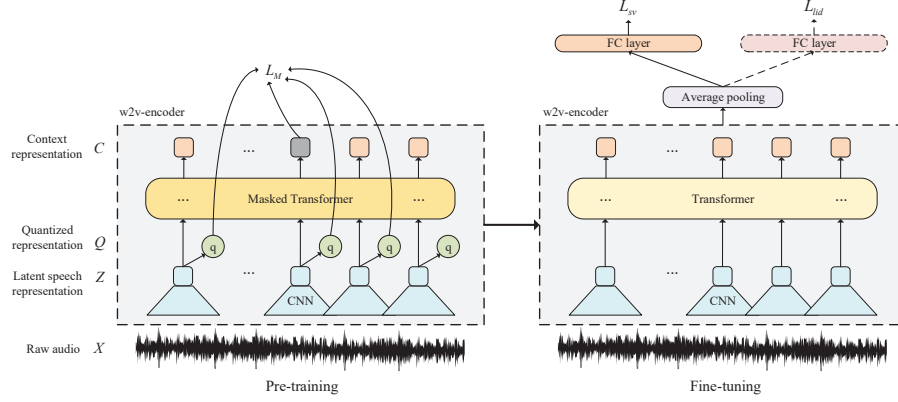 L_sv
L_lid
FC layer
FC layer
L_M
Average pooling
w2v-encoder
w2v-encoder
Context
representation C
...
...
... Masked Transformer ...
... Transformer ...
Quantized
representation Q
q
q
q
q
Latent speech
representation Z
...
...
CNN
CNN
Raw audio X
Pre-training
Fine-tuning